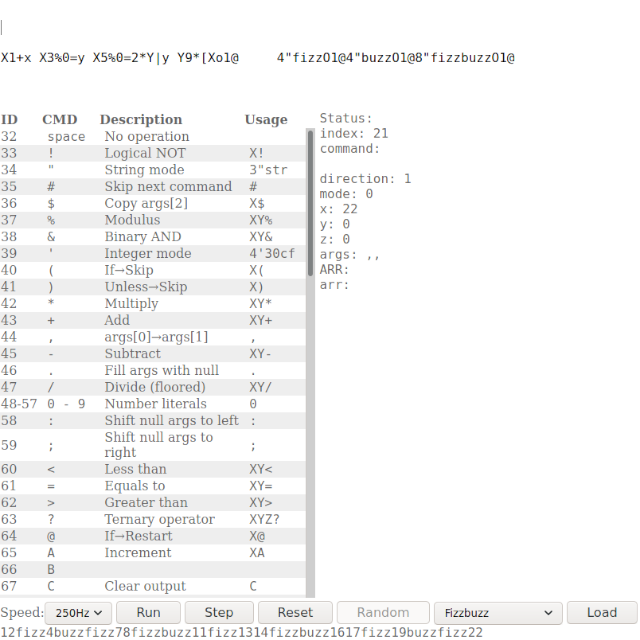 X1+x X3%0=y X5%0=2*Y|y Y9*[Xo1@     4"fizzO1@4"buzzO1@8"fizzbuzzO1@
ID CMD Description Usage
32 space No operation
33 ! Logical NOT X!
34 " String mode 3"str
35 # Skip next command #
36 $ Copy args[2] X$
37 % Modulus XY%
38 & Binary AND XY&
39 ' Integer mode 4'30cf
40 ( If→Skip X(
41 ) Unless→Skip X)
42 * Multiply XY*
43 + Add XY+
44 , args[0]→args[1] ,
45 - Subtract XY-
46 . Fill args with null .
47 / Divide (floored) XY/
48-57 0 - 9 Number literals 0
58 : Shift null args to left :
59 ; Shift null args to right ;
60 < Less than XY<
61 = Equals to XY=
62 > Greater than XY>
63 ? Ternary operator XYZ?
64 @ If→Restart X@
65 A Increment XA
66 B
67 C Clear output C
Status:
index: 21
command:
direction: 1
mode: 0
x: 22
y: 0
z: 0
args: ,,
ARR:
arr:
Speed: 250Hz Run Step Reset Random Fizzbuzz Load
12fizz4buzzfizz78fizzbuzz11fizz1314fizzbuzz1617fizz19buzzfizz22